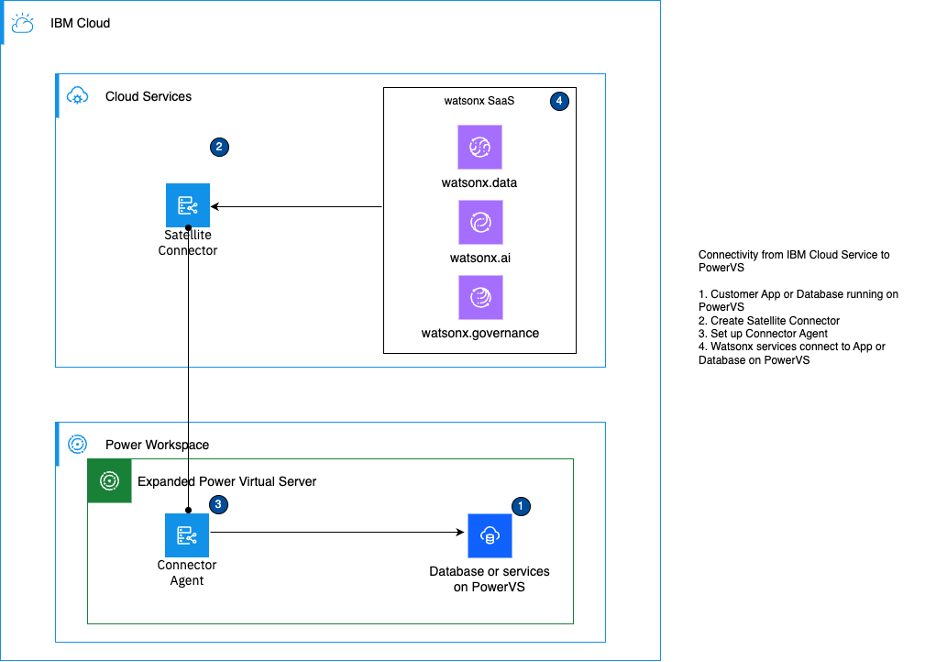 IBM Cloud
Cloud Services
watsonx SaaS
4
2
watsonx.data
Satellite
Connector
watsonx.ai
watsonx.governance
Connectivity from IBM Cloud Service to
PowerVS
1. Customer App or Database running on
PowerVS
2. Create Satellite Connector
3. Set up Connector Agent
4. Watsonx services connect to App or
Database on PowerVS
Power Workspace
Expanded Power Virtual Server
3
1
Connector
Agent
Database or services
on PowerVS